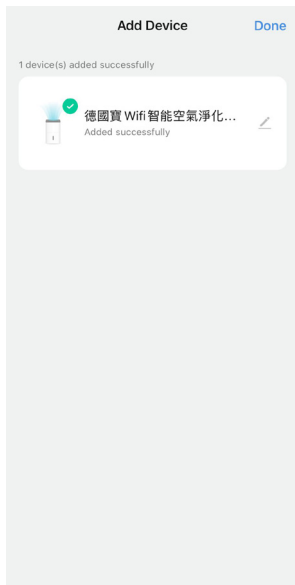 Add Device
Done
1 device(s) added successfully
德國寶 Wifi 智能空氣淨化...
Added successfully